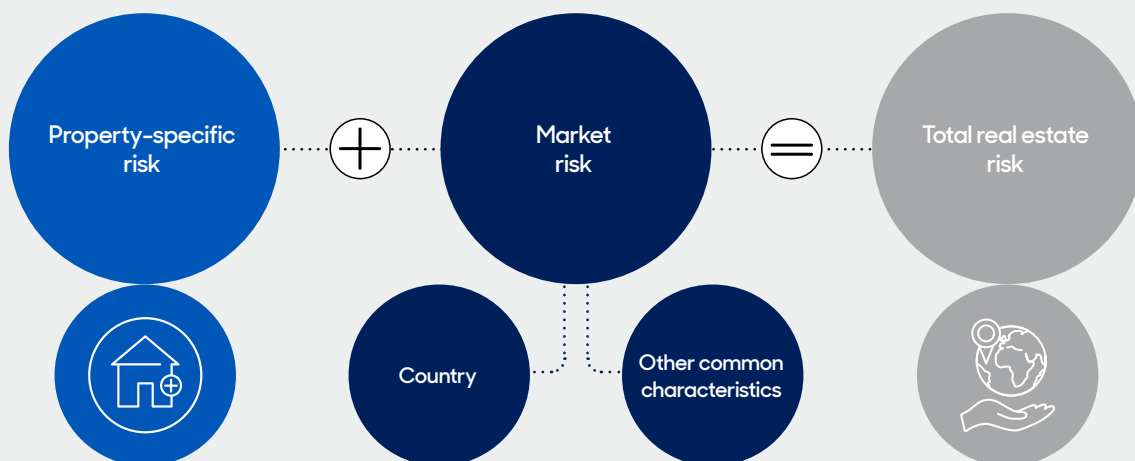 Property-specific
risk
Market
risk
Total real estate
risk
Country
Other common
characteristics